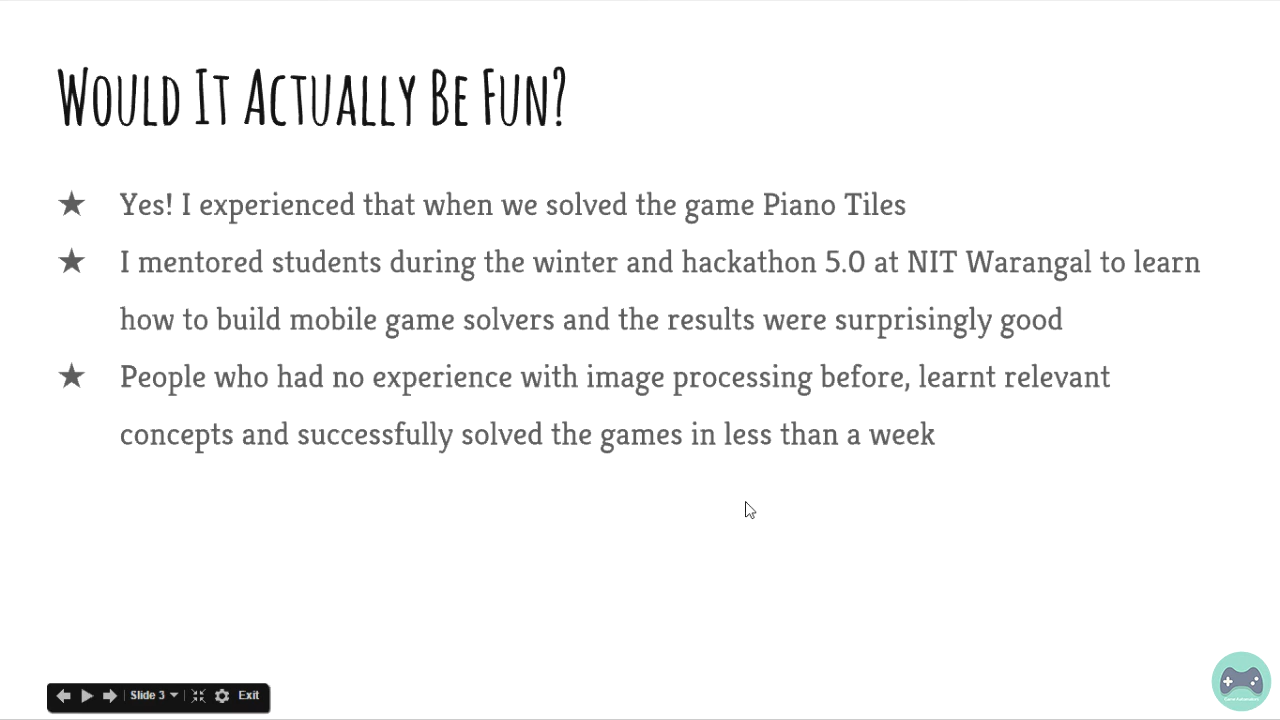 Would It Actually Be Fun?
★ Yes! I experienced that when we solved the game Piano Tiles
★ I mentored students during the winter and hackathon 5.0 at NIT Warangal to learn
how to build mobile game solvers and the results were surprisingly good
★ People who had no experience with image processing before, learnt relevant
concepts and successfully solved the games in less than a week
Slide 3 Exit